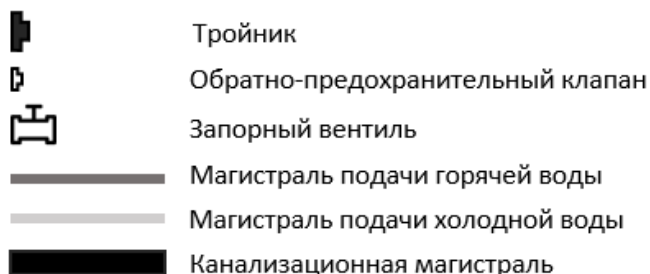 Тройник
Обратно-предохранительный клапан
Запорный вентиль
Магистраль подачи горячей воды
Магистраль подачи холодной воды
Канализационная магистраль